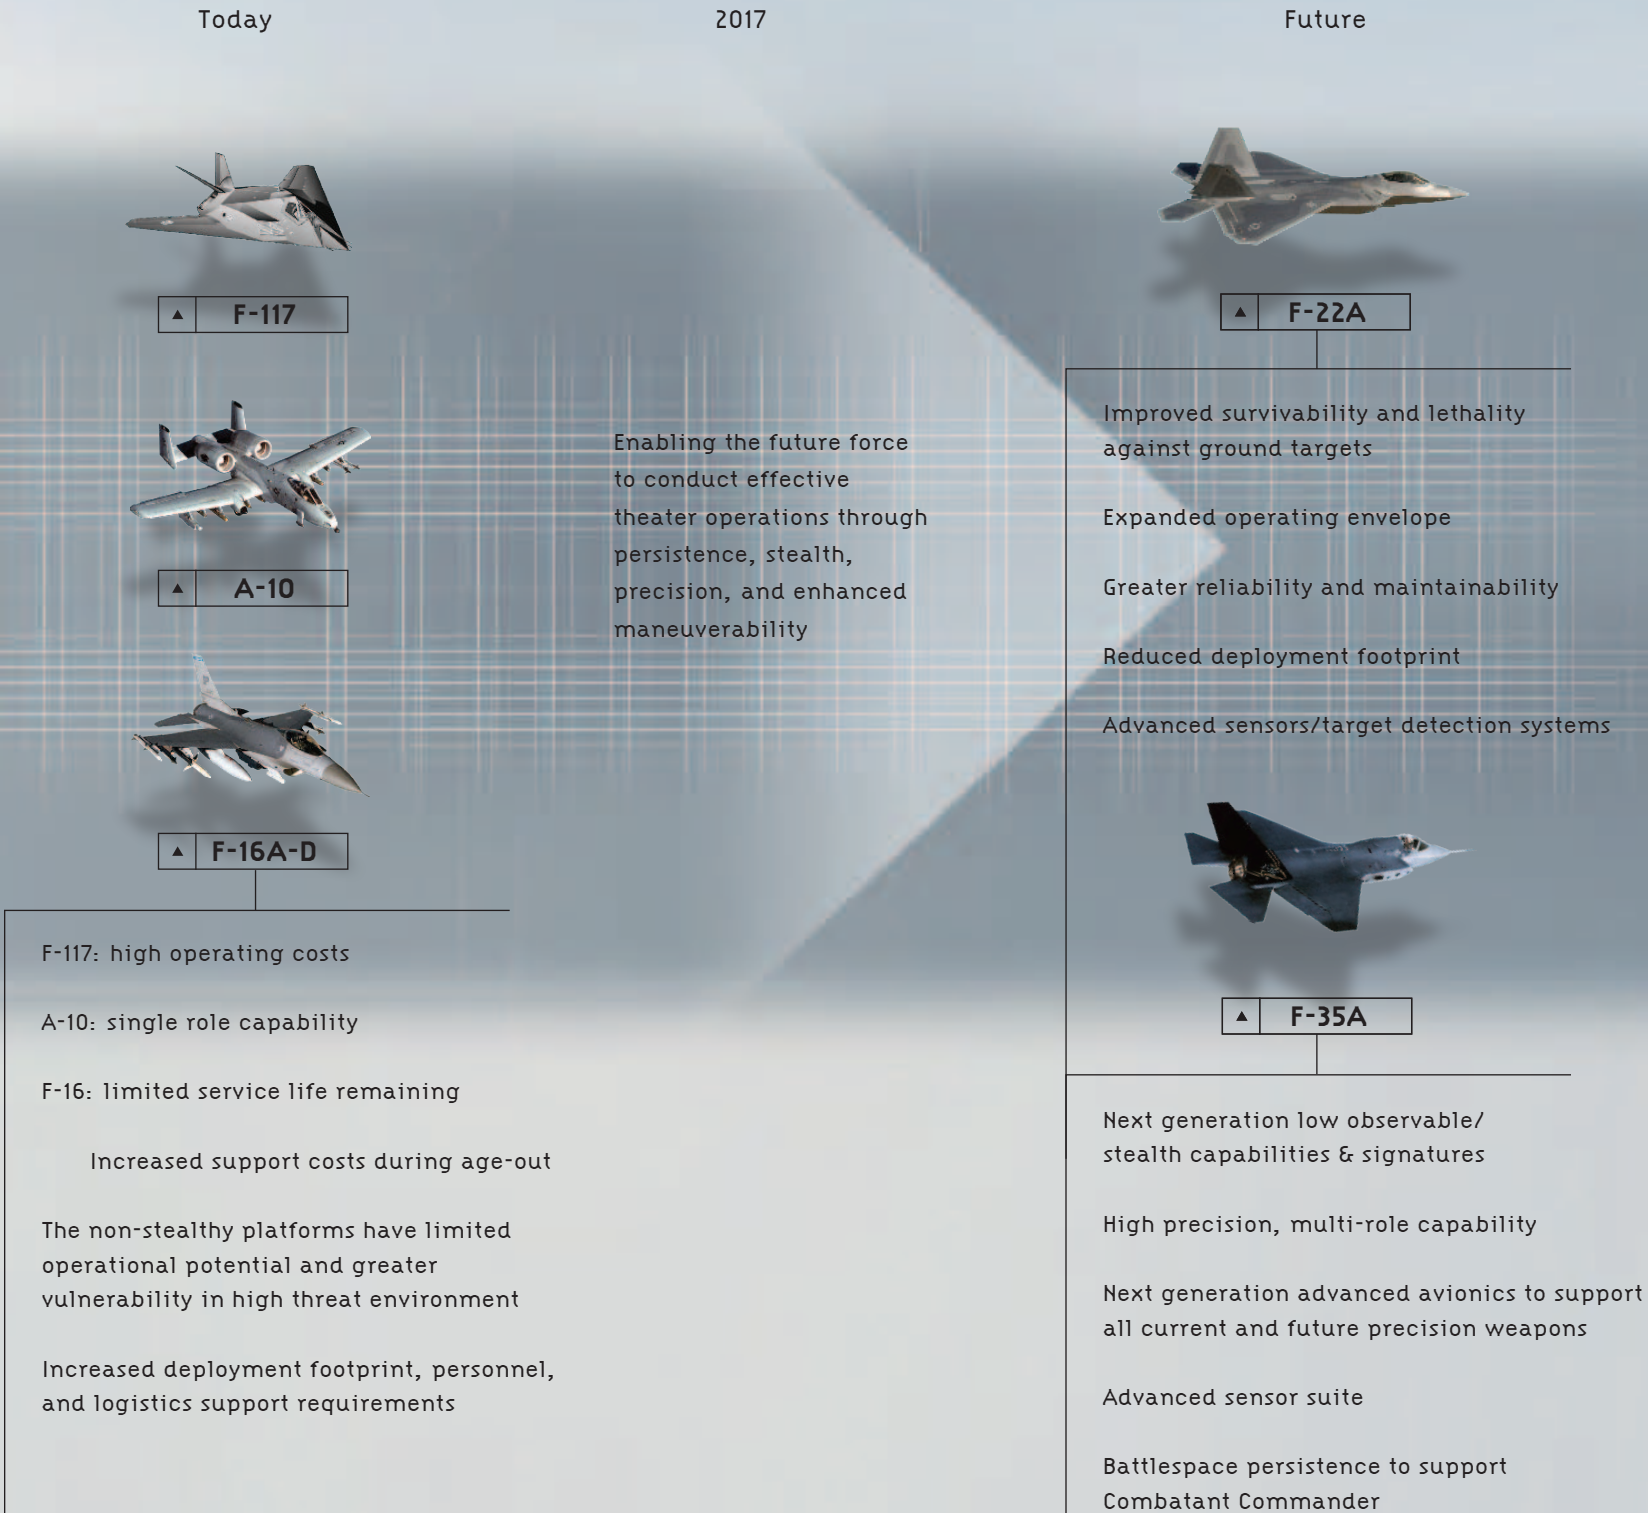 Today
2017
Future
F-117
A-10
F-16A-D
F-117: high operating costs
A-10: single role capability
F-16: limited service life remaining
Increased support costs during age-out
The non-stealthy platforms have limited
operational potential and greater
vulnerability in high threat environment
Increased deployment footprint, personnel,
and logistics support requirements
Enabling the future force
to conduct effective
theater operations through
persistence, stealth,
precision, and enhanced
maneuverability
F-22A
Improved survivability and lethality
against ground targets
Expanded operating envelope
Greater reliability and maintainability
Reduced deployment footprint
Advanced sensors/target detection systems
F-35A
Next generation low observable/
stealth capabilities & signatures
High precision, multi-role capability
Next generation advanced avionics to support
all current and future precision weapons
Advanced sensor suite
Battlespace persistence to support
Combatant Commander